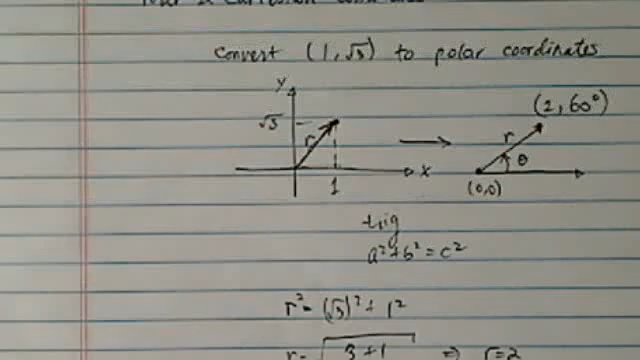 Convert (1, √3) to polar coordinates
y
√3
r
1
x
(2, 60°)
r
θ
(0,0)
trig
a² + b² = c²
r² = (√3)² + 1²
r = √3 + 1 ⇒ r = 2